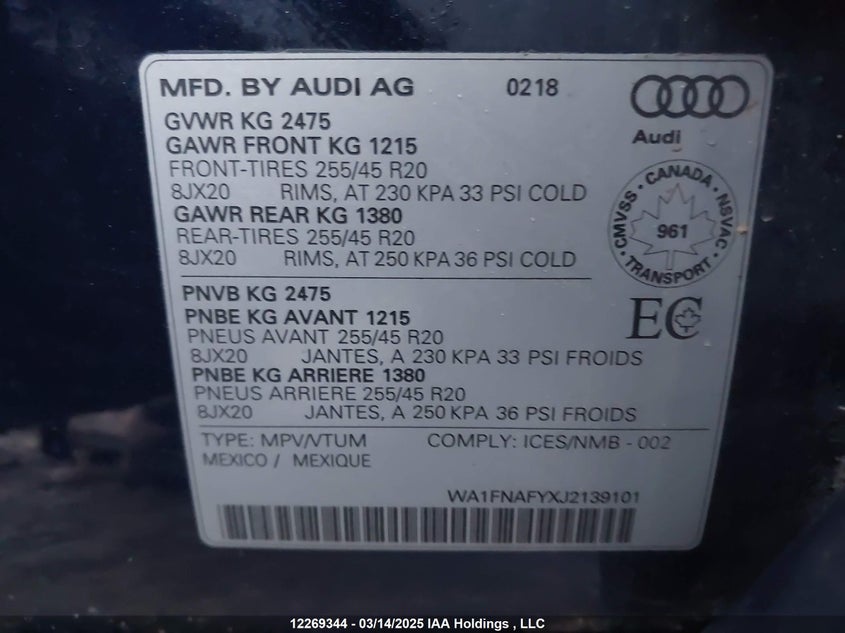 MFD. BY AUDI AG 0218
Audi
GVWR KG 2475
GAWR FRONT KG 1215
FRONT-TIRES 255/45 R20
8JX20 RIMS, AT 230 KPA 33 PSI COLD
GAWR REAR KG 1380
REAR-TIRES 255/45 R20
8JX20 RIMS, AT 250 KPA 36 PSI COLD
CMVSS • CANADA • NSVAC
961
TRANSPORT
PNVB KG 2475
PNBE KG AVANT 1215
PNEUS AVANT 255/45 R20
8JX20 JANTES, A 230 KPA 33 PSI FROIDS
PNBE KG ARRIERE 1380
PNEUS ARRIERE 255/45 R20
8JX20 JANTES, A 250 KPA 36 PSI FROIDS
EC
TYPE: MPV/VTUM COMPLY: ICES/NMB - 002
MEXICO / MEXIQUE
WA1FNAFYXJ2139101
12269344 - 03/14/2025 IAA Holdings , LLC